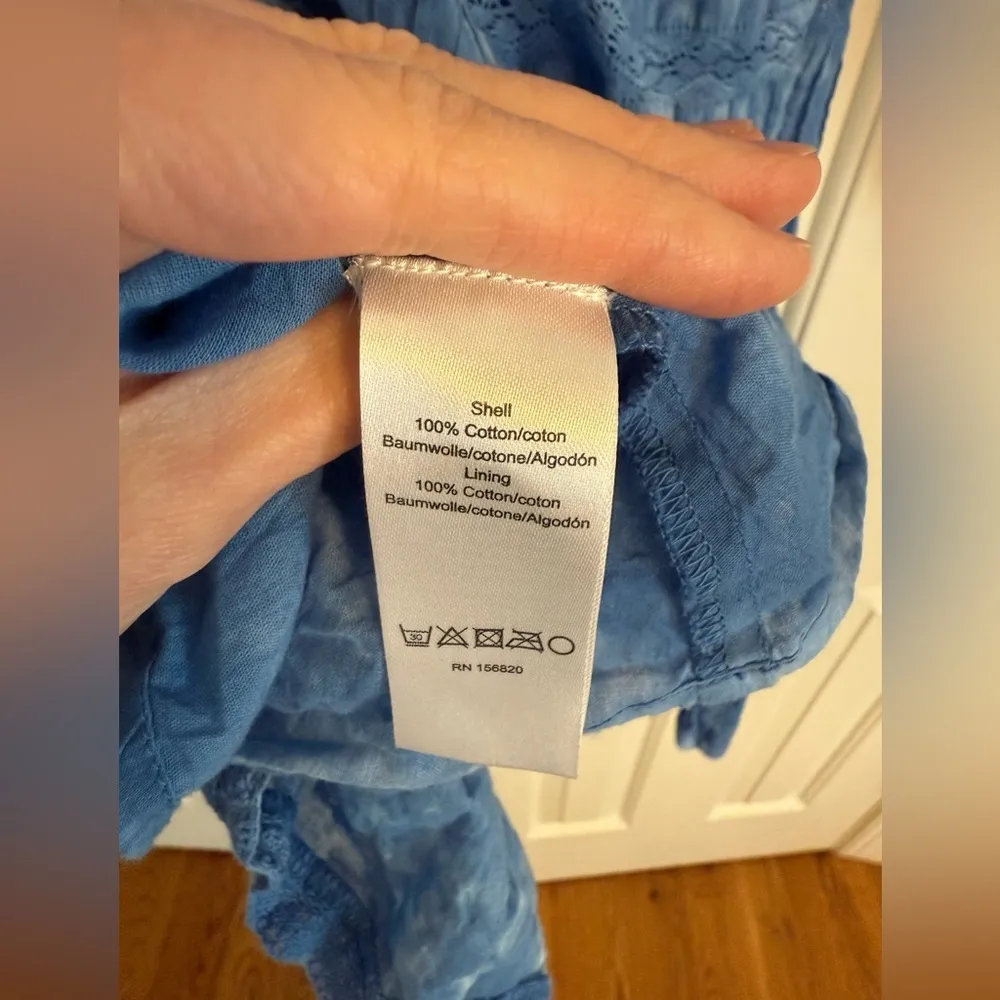 Shell
100% Cotton/coton
Baumwolle/cotone/Algodón
Lining
100% Cotton/coton
Baumwolle/cotone/Algodón
30
RN 156820